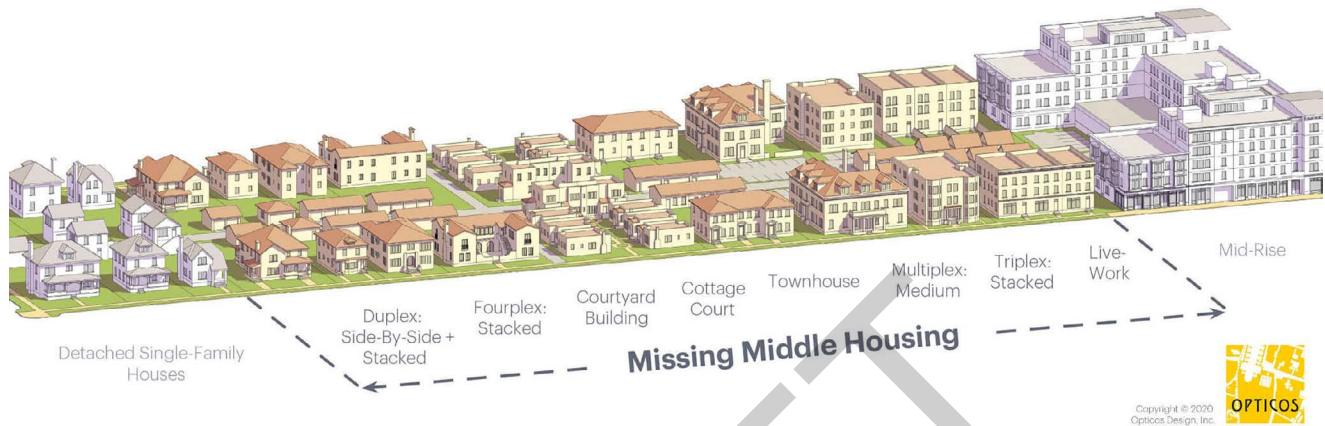 Detached Single-Family
Houses
Duplex:
Side-By-Side +
Stacked
Fourplex:
Stacked
Courtyard
Building
Cottage
Court
Townhouse
Multiplex:
Medium
Triplex:
Stacked
Live-
Work
Mid-Rise
Missing Middle Housing
Copyright © 2020
Opticos Design, Inc.
OPTICOS